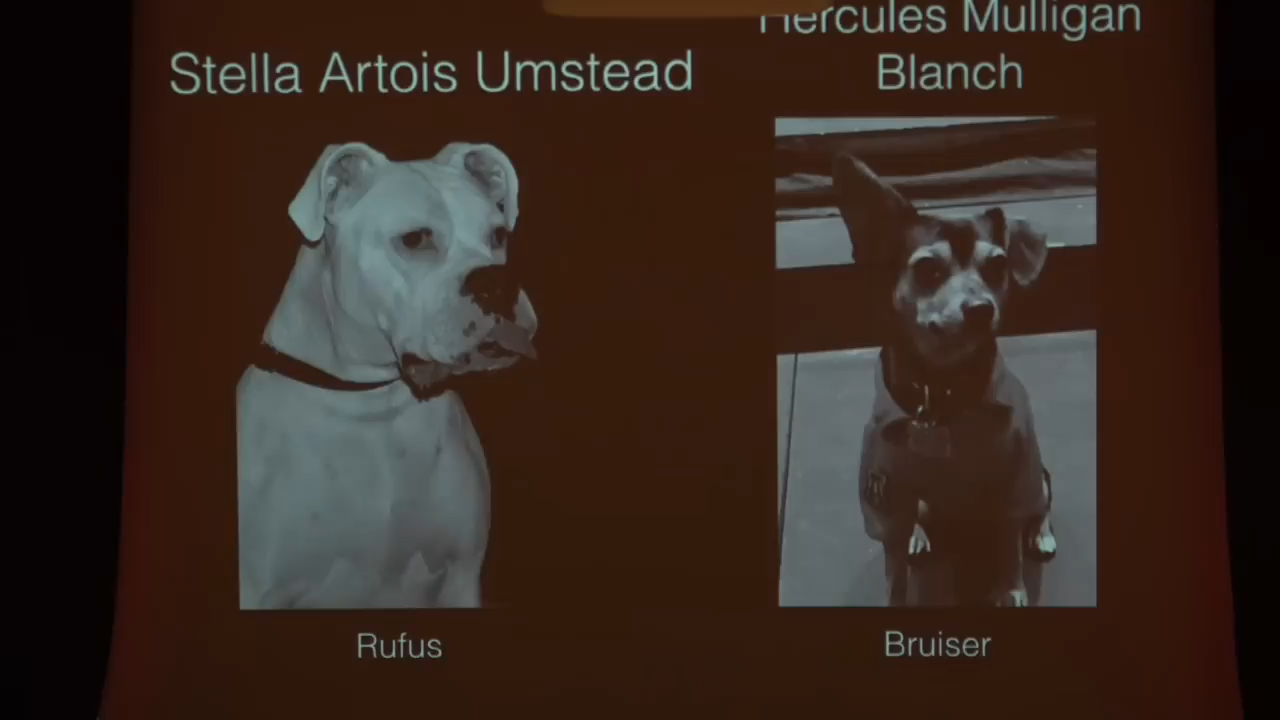 Stella Artois Umstead
Hercules Mulligan
Blanch
Rufus
Bruiser